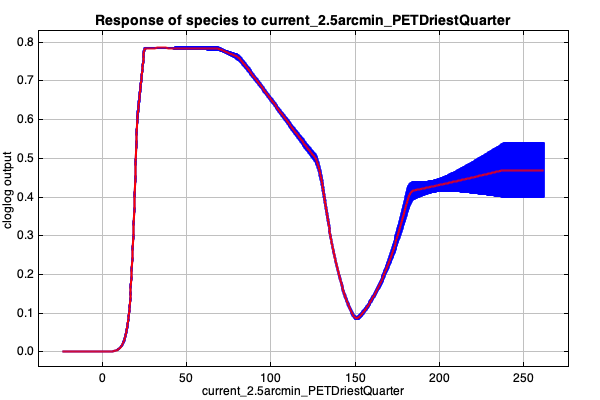 Response of species to current_2.5arcmin_PETDriestQuarter
0.8
0.7
0.6
0.5
0.4
0.3
0.2
0.1
0.0
cloglog output
0 50 100 150 200 250
current_2.5arcmin_PETDriestQuarter